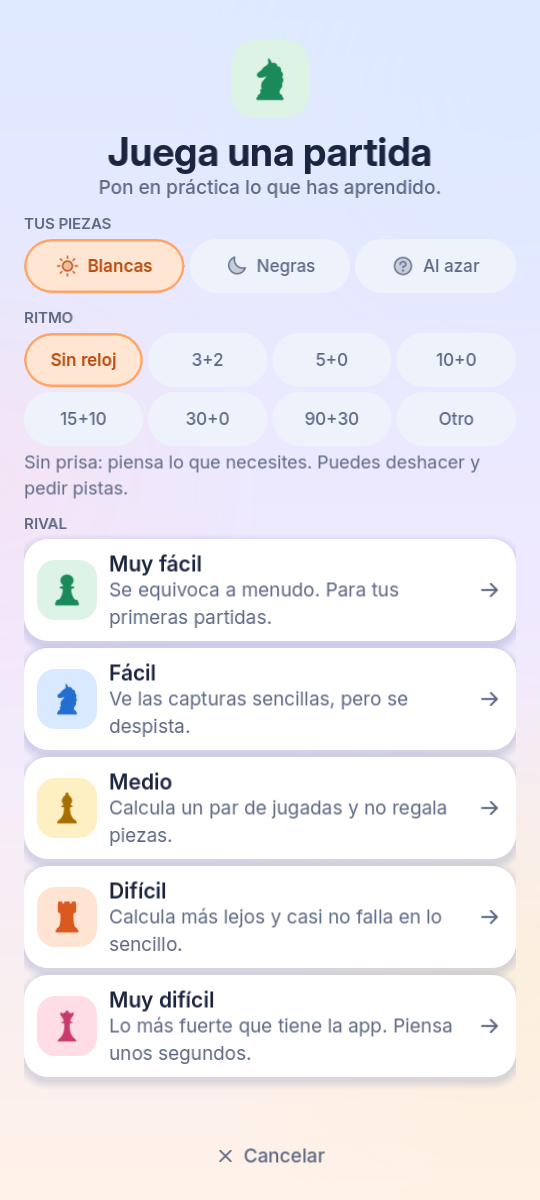 Juega una partida
Pon en práctica lo que has aprendido.
TUS PIEZAS
Blancas
Negras
Al azar
RITMO
Sin reloj
3+2
5+0
10+0
15+10
30+0
90+30
Otro
Sin prisa: piensa lo que necesites. Puedes deshacer y
pedir pistas.
RIVAL
Muy fácil
Se equivoca a menudo. Para tus
primeras partidas.
Fácil
Ve las capturas sencillas, pero se
despista.
Medio
Calcula un par de jugadas y no regala
piezas.
Difícil
Calcula más lejos y casi no falla en lo
sencillo.
Muy difícil
Lo más fuerte que tiene la app. Piensa
unos segundos.
Cancelar